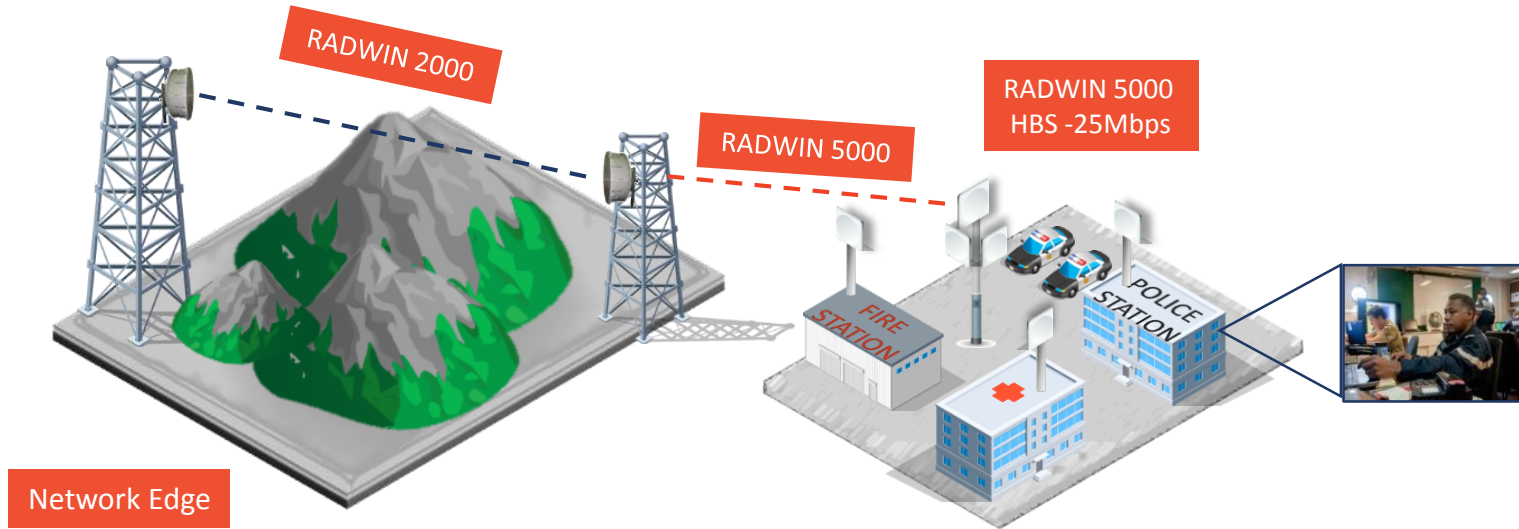 RADWIN 2000
RADWIN 5000
RADWIN 5000
HBS -25Mbps
FIRE
STATION
POLICE
STATION
Network Edge